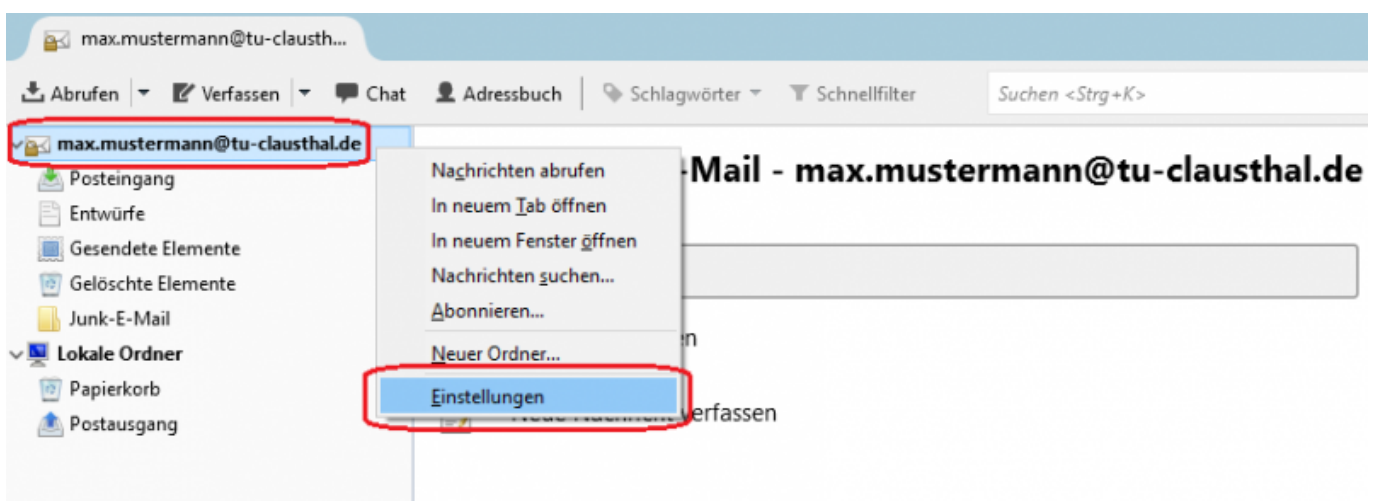 max.mustermann@tu-clausth...
Abrufen Verfassen Chat Adressbuch Schlagwörter Schnellfilter Suchen <Strg+K>
max.mustermann@tu-clausthal.de
Posteingang
Entwürfe
Gesendete Elemente
Gelöschte Elemente
Junk-E-Mail
Lokale Ordner
Papierkorb
Postausgang
Nachrichten abrufen
In neuem Tab öffnen
In neuem Fenster öffnen
Nachrichten suchen...
Abonnieren...
Neuer Ordner...
Einstellungen
-Mail - max.mustermann@tu-clausthal.de
n
verfassen